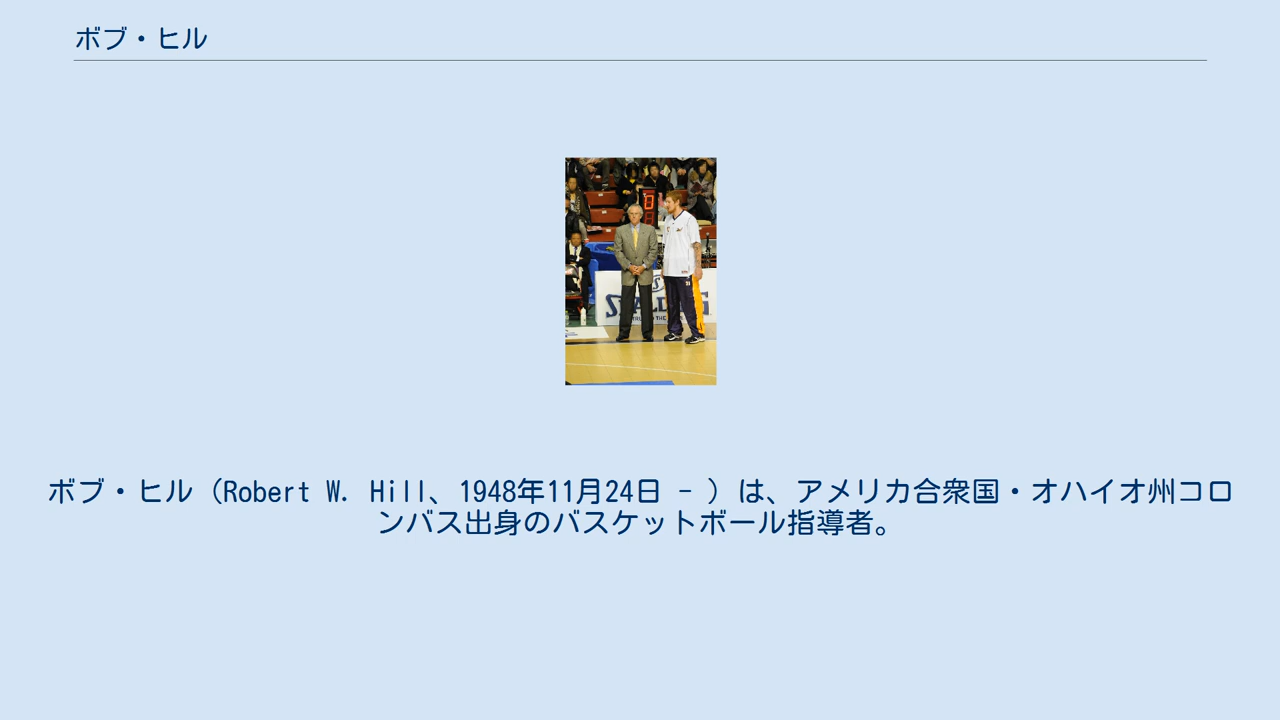 ボブ・ヒル
ボブ・ヒル（Robert W. Hill、1948年11月24日 - ）は、アメリカ合衆国・オハイオ州コロ
ンバス出身のバスケットボール指導者。